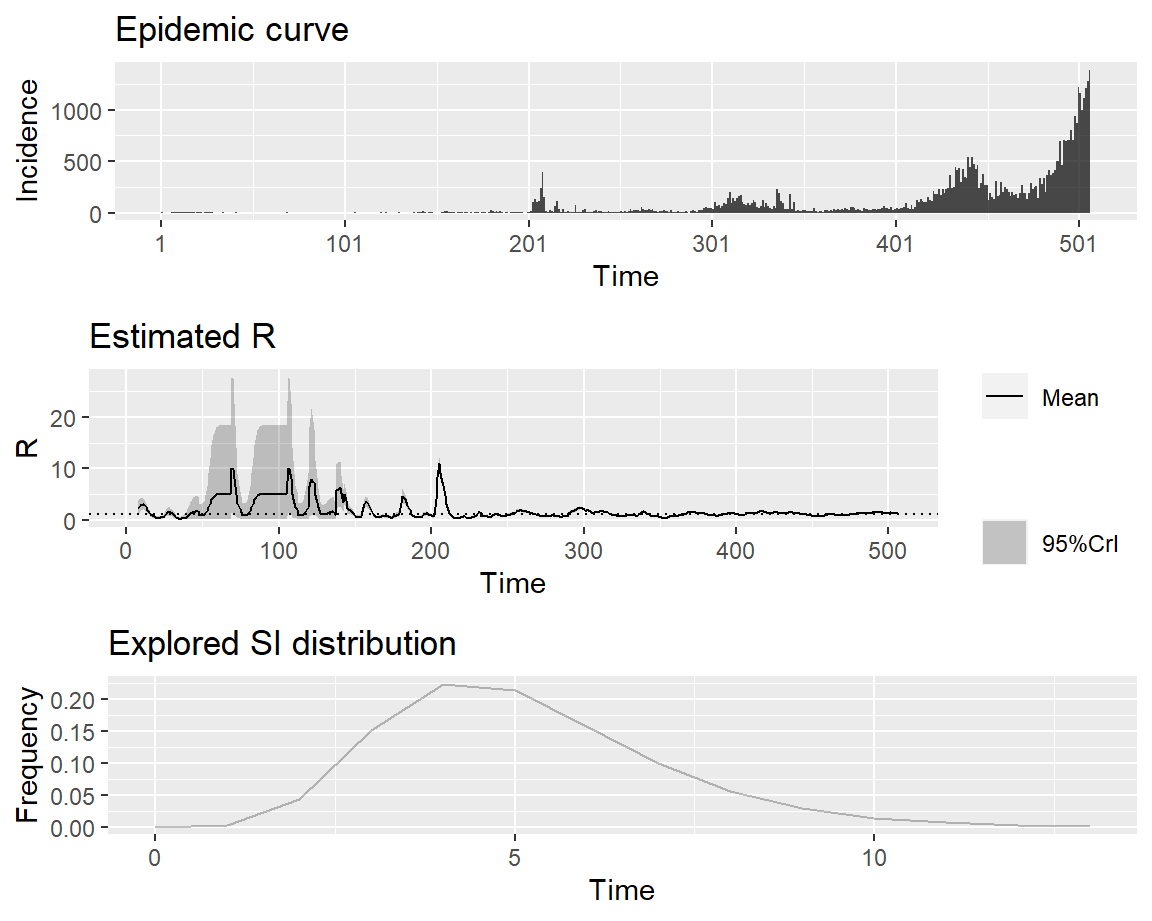 Epidemic curve
Incidence
1000
500
0
1 101 201 301 401 501
Time
Estimated R
R
20
10
0
0 100 200 300 400 500
Time
Mean
95%CrI
Explored SI distribution
Frequency
0.20
0.15
0.10
0.05
0.00
0 5 10
Time